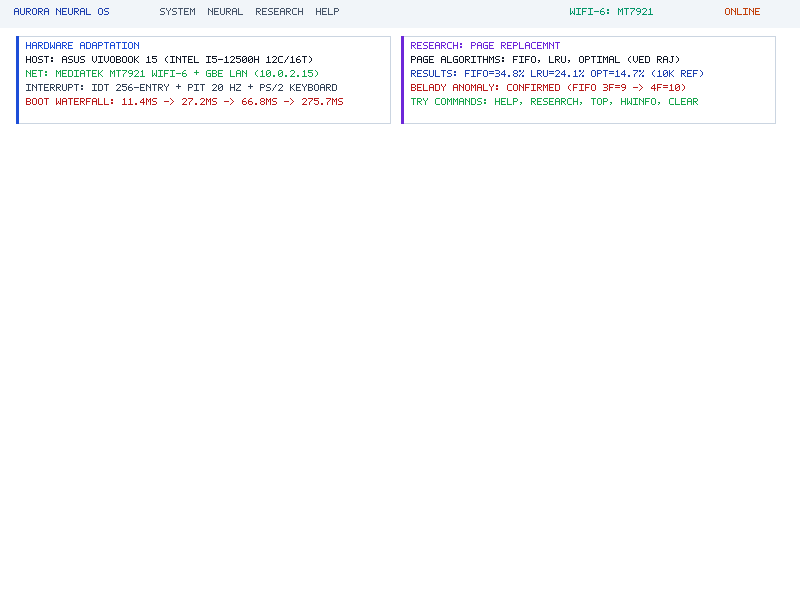 AURORA NEURAL OS SYSTEM NEURAL RESEARCH HELP WIFI-6: MT7921 ONLINE
HARDWARE ADAPTATION
HOST: ASUS VIVOBOOK 15 (INTEL I5-12500H 12C/16T)
NET: MEDIATEK MT7921 WIFI-6 + GBE LAN (10.0.2.15)
INTERRUPT: IDT 256-ENTRY + PIT 20 HZ + PS/2 KEYBOARD
BOOT WATERFALL: 11.4MS -> 27.2MS -> 66.8MS -> 275.7MS
RESEARCH: PAGE REPLACEMNT
PAGE ALGORITHMS: FIFO, LRU, OPTIMAL (VED RAJ)
RESULTS: FIFO=34.8% LRU=24.1% OPT=14.7% (10K REF)
BELADY ANOMALY: CONFIRMED (FIFO 3F=9 -> 4F=10)
TRY COMMANDS: HELP, RESEARCH, TOP, HWINFO, CLEAR